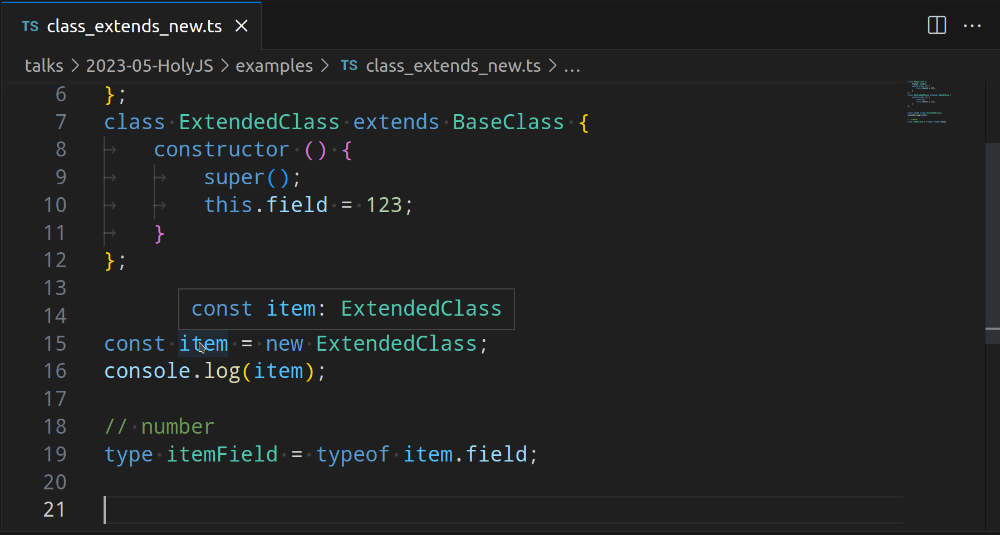 TS class_extends_new.ts
talks > 2023-05-HolyJS > examples > TS class_extends_new.ts > ...
6 };
7 class ExtendedClass extends BaseClass {
8 constructor () {
9 super();
10 this.field = 123;
11 }
12 };
13
const item: ExtendedClass
14
15 const item = new ExtendedClass;
16 console.log(item);
17
18 // number
19 type itemField = typeof item.field;
20
21